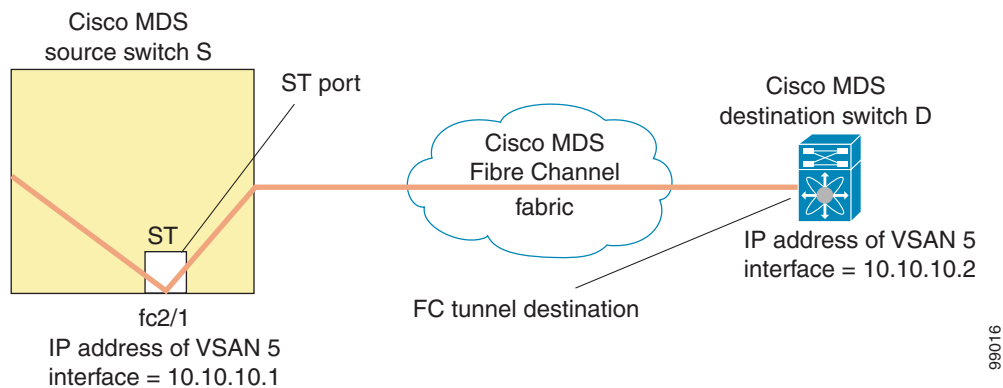 Cisco MDS
source switch S
ST port
Cisco MDS
destination switch D
Cisco MDS
Fibre Channel
fabric
ST
fc2/1
IP address of VSAN 5
interface = 10.10.10.1
FC tunnel destination
IP address of VSAN 5
interface = 10.10.10.2
99016